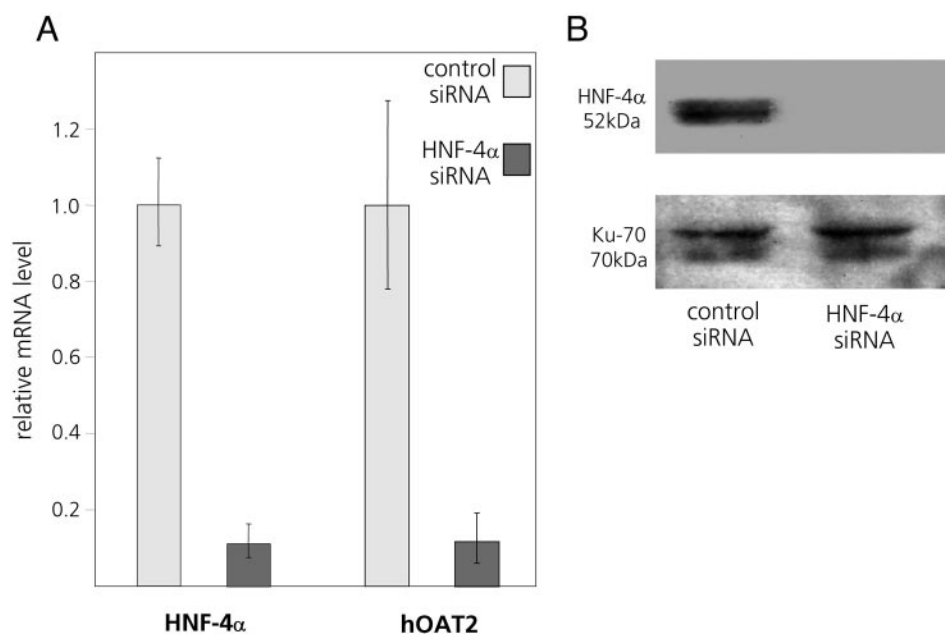 A
control
siRNA
HNF-4α
siRNA
relative mRNA level
1.2
1.0
0.8
0.6
0.4
0.2
HNF-4α
hOAT2
B
HNF-4α
52kDa
Ku-70
70kDa
control
siRNA
HNF-4α
siRNA